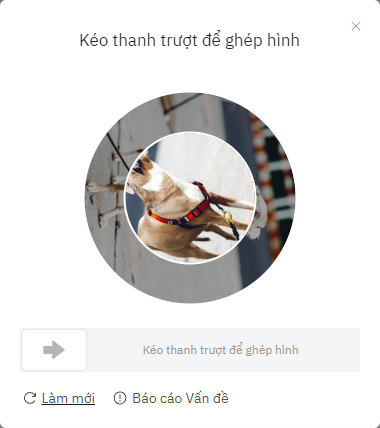 Kéo thanh trượt để ghép hình
Kéo thanh trượt để ghép hình
Làm mới
Báo cáo Vấn đề